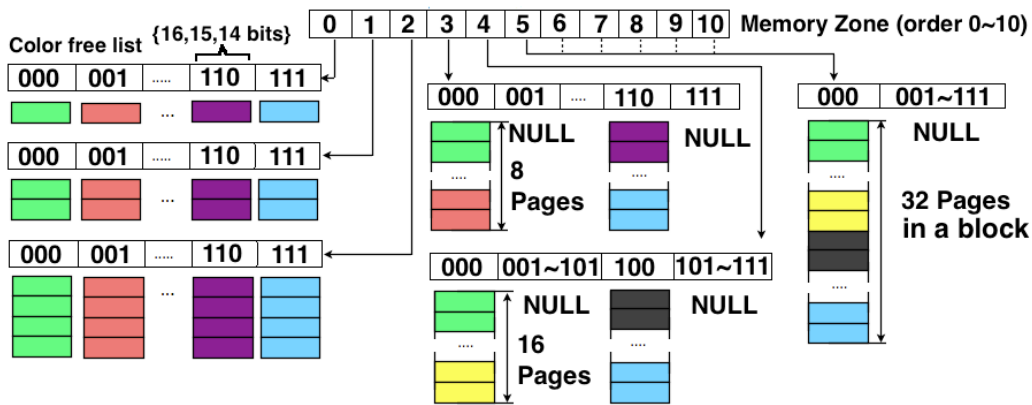 0 1 2 3 4 5 6 7 8 9 10 Memory Zone (order 0~10)
Color free list {16,15,14 bits}
000 001 ..... 110 111
...
000 001 ..... 110 111
...
000 001 ..... 110 111
...
000 001 .... 110 111
NULL NULL
.... ....
8
Pages
000 001~101 100 101~111
NULL NULL
.... ....
16
Pages
000 001~111
NULL
....
32 Pages
in a block
....